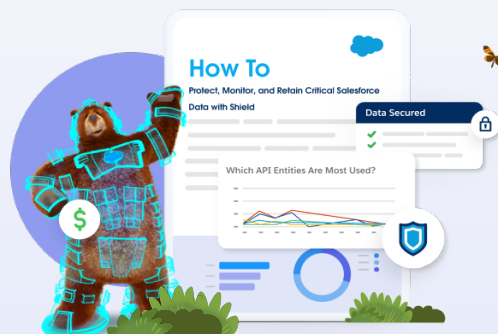 How To
Protect, Monitor, and Retain Critical Salesforce
Data with Shield
Data Secured
Which API Entities Are Most Used?
$